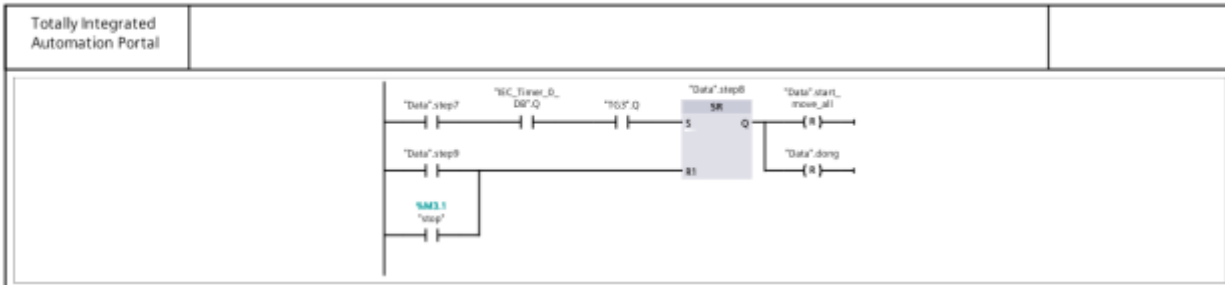 Totally Integrated
Automation Portal
"Data".step7
"IEC_Timer_0_
DB".Q
"TG3".Q
"Data".step8
SR
S
Q
"Data".start_
move_all
R
"Data".step9
R1
"Data".dong
R
%M3.1
"stop"